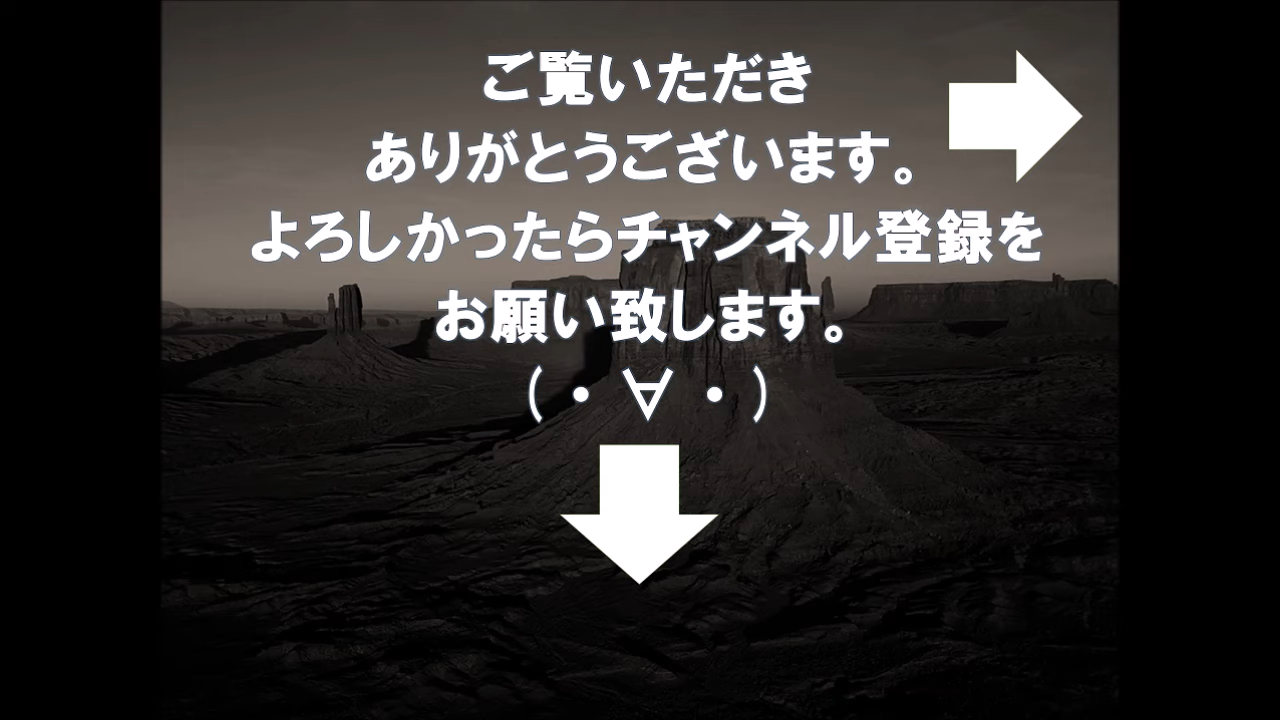 ご覧いただき
ありがとうございます。
よろしかったらチャンネル登録を
お願い致します。
(・∀・)